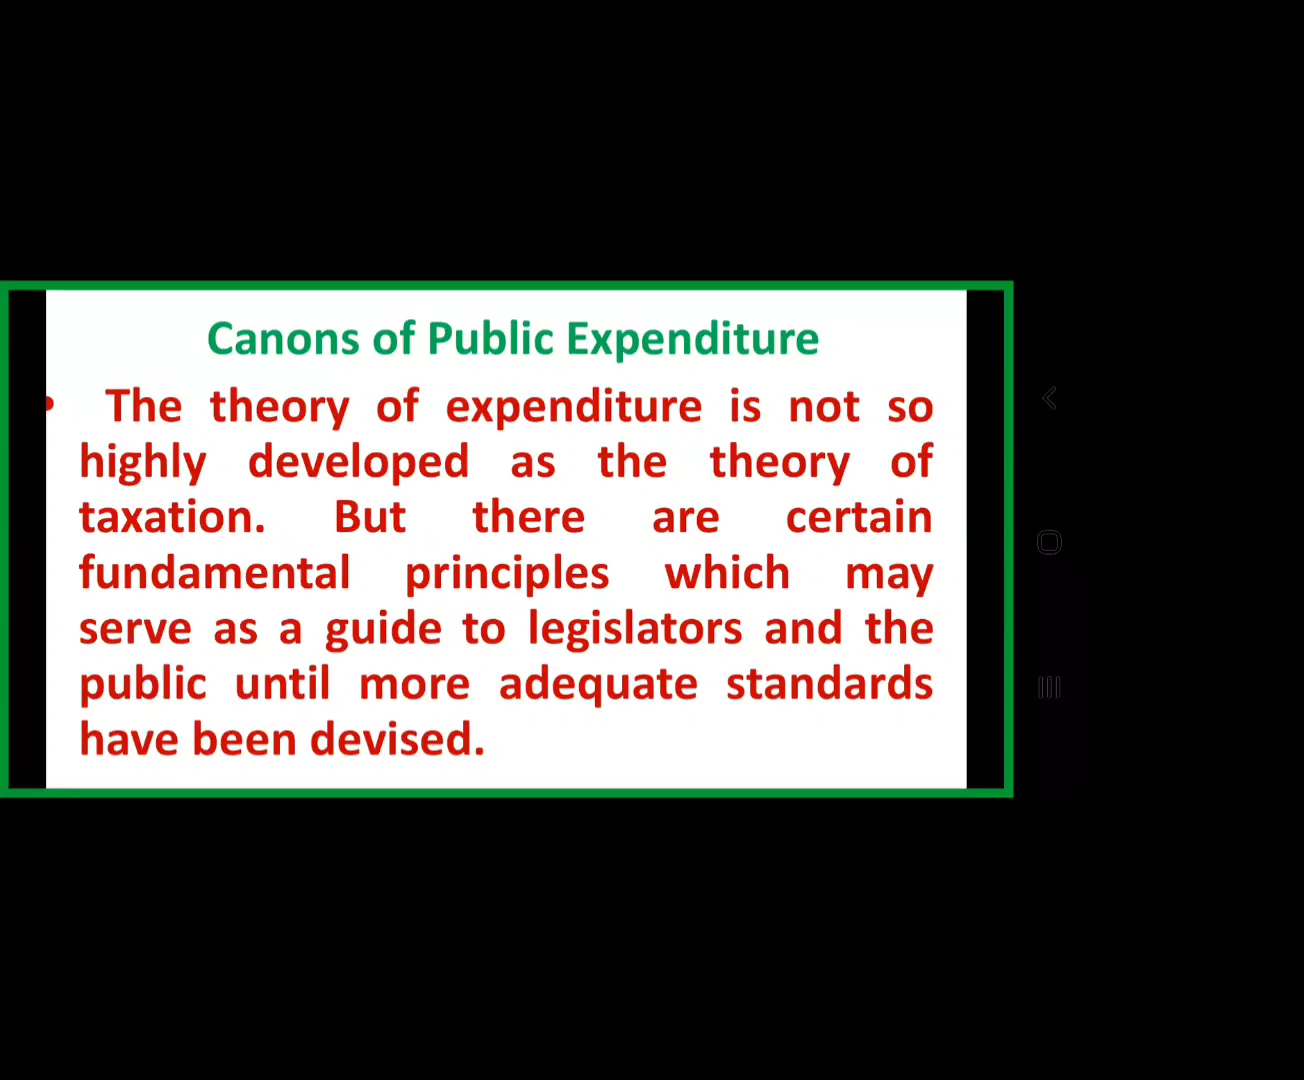 Canons of Public Expenditure
• The theory of expenditure is not so
highly developed as the theory of
taxation. But there are certain
fundamental principles which may
serve as a guide to legislators and the
public until more adequate standards
have been devised.